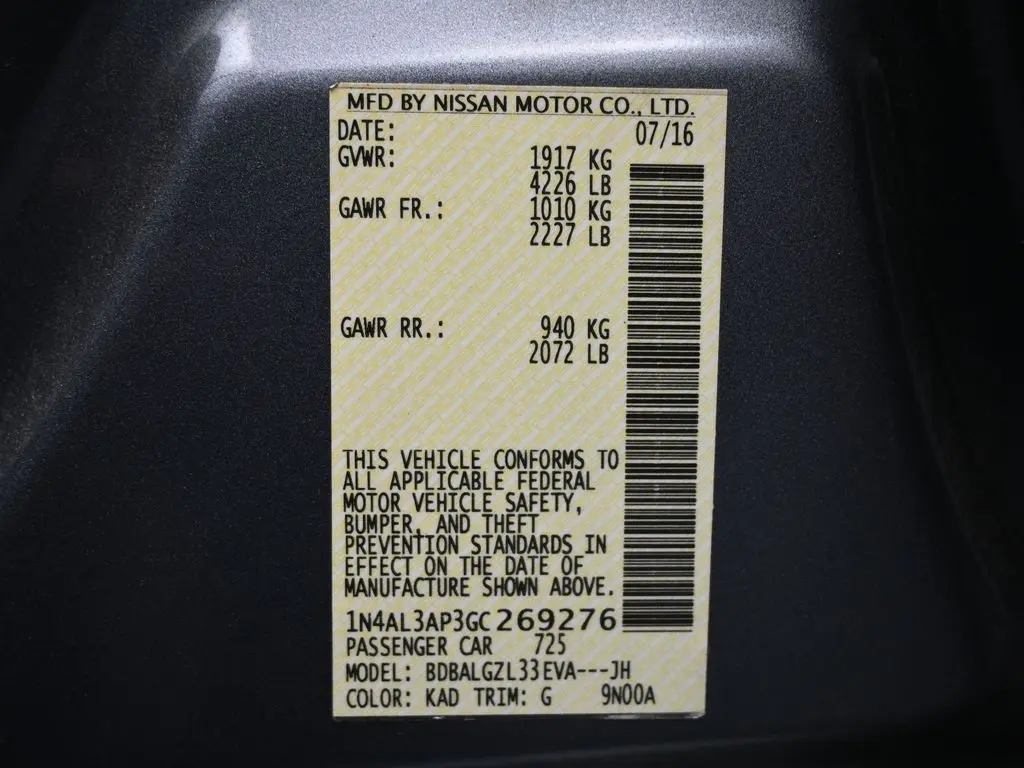 MFD BY NISSAN MOTOR CO., LTD.
DATE: 07/16
GVWR: 1917 KG
4226 LB
GAWR FR.: 1010 KG
2227 LB
GAWR RR.: 940 KG
2072 LB
THIS VEHICLE CONFORMS TO
ALL APPLICABLE FEDERAL
MOTOR VEHICLE SAFETY,
BUMPER, AND THEFT
PREVENTION STANDARDS IN
EFFECT ON THE DATE OF
MANUFACTURE SHOWN ABOVE.
1N4AL3AP3GC269276
PASSENGER CAR 725
MODEL: BDBALGZL33EVA---JH
COLOR: KAD TRIM: G 9N00A